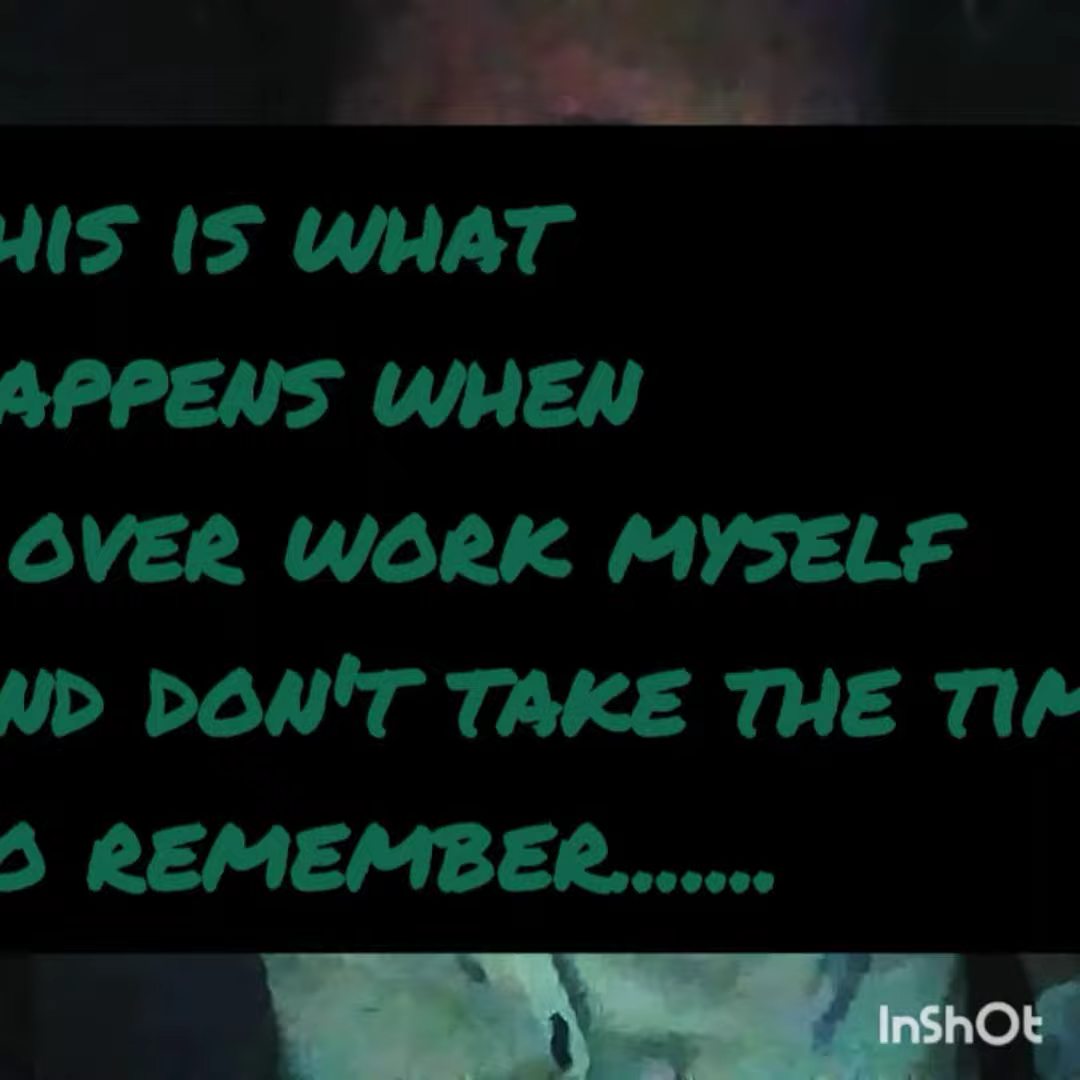 HIS IS WHAT
APPENS WHEN
OVER WORK MYSELF
ND DON'T TAKE THE TIM
O REMEMBER.......
InShOt